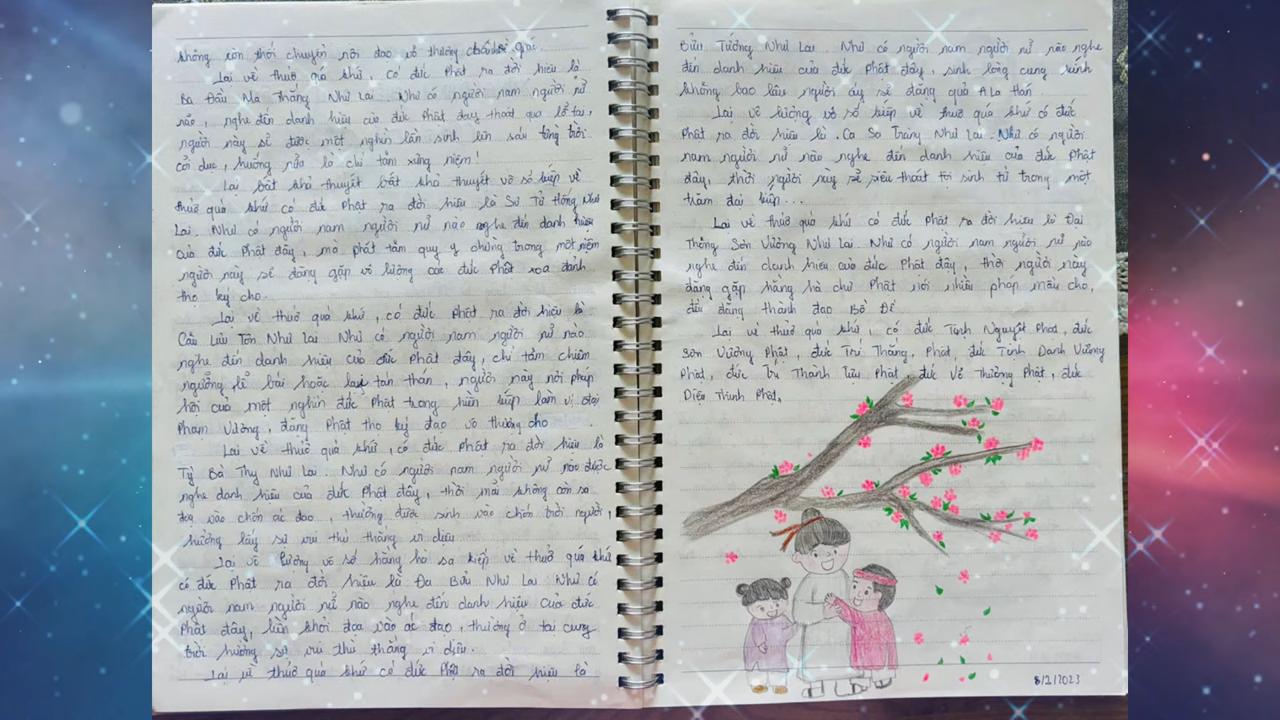 không còn thối chuyển nơi đạo vô thượng
Lại về thuở quá khứ, có đức Phật ra đời hiệu là
Ba Đầu Ma Thắng Như Lai. Như có người nam người nữ
nào, nghe đến danh hiệu của đức Phật đây thoát qua lỗ tai,
người này sẽ được một nghìn lần sinh lên sáu từng trời
cõi dục, huống nữa là chí tâm xưng niệm!
Lại bất khả thuyết bất khả thuyết vô số kiếp về
thuở quá khứ có đức Phật ra đời hiệu là Sư Tử Hống Như
Lai. Như có người nam người nữ nào nghe đến danh hiệu
của đức Phật đây, mà phát tâm quy y chừng trong một niệm
người này sẽ đặng gặp vô lượng các đức Phật xoa đảnh
thọ ký cho.
Lại về thuở quá khứ, có đức Phật ra đời hiệu là
Câu Lưu Tôn Như Lai. Như có người nam người nữ nào
nghe đến danh hiệu của đức Phật đây, chí tâm chiêm
ngưỡng lễ bái hoặc lại tán thán, người này nơi pháp
hội của một nghìn đức Phật trong hiền kiếp làm vị đại
Phạm Vương, đặng Phật thọ ký đạo vô thượng cho
Lại về thuở quá khứ, có đức Phật ra đời hiệu là
Tỳ Bà Thy Như Lai. Như có người nam người nữ nào được
nghe danh hiệu của đức Phật đây, thời mãi không còn sa
đọa vào chốn ác đạo, thường được sinh vào chốn trời người,
hưởng lấy sự vui thù thắng vi diệu.
Lại về lượng vô số hằng hà sa kiếp về thuở quá khứ
có đức Phật ra đời hiệu là Đa Bửu Như Lai. Như có
người nam người nữ nào nghe đến danh hiệu của đức
Phật đây, liền khỏi đọa vào ác đạo, thường ở tại cung
trời hưởng sự vui thù thắng vi diệu.
Lại về thuở quá khứ có đức Phật ra đời hiệu là
Bửu Tướng Như Lai. Như có người nam người nữ nào nghe
đến danh hiệu của đức Phật đây, sinh lòng cung kính
không bao lâu người ấy sẽ đặng quả A La Hán.
Lại vô lượng vô số kiếp về thuở quá khứ có đức
Phật ra đời hiệu là Ca Sa Tràng Như Lai. Như có người
nam người nữ nào nghe đến danh hiệu của đức Phật
đây, thời người này sẽ siêu thoát tội sinh tử trong một
trăm đại kiếp...
Lại về thuở quá khứ có đức Phật ra đời hiệu là Đại
Thông Sơn Vương Như Lai. Như có người nam người nữ nào
nghe đến danh hiệu của đức Phật đây, thời người này
đặng gặp hằng hà chư Phật nói nhiều pháp mầu cho,
đều đặng thành đạo Bồ Đề
Lại về thuở quá khứ, có đức Tịnh Nguyệt Phật, đức
Sơn Vương Phật, đức Trí Thắng Phật, đức Tịnh Danh Vương
Phật, đức Trí Thành Tựu Phật, đức Vô Thượng Phật, đức
Diệu Thinh Phật,
8/2/2023